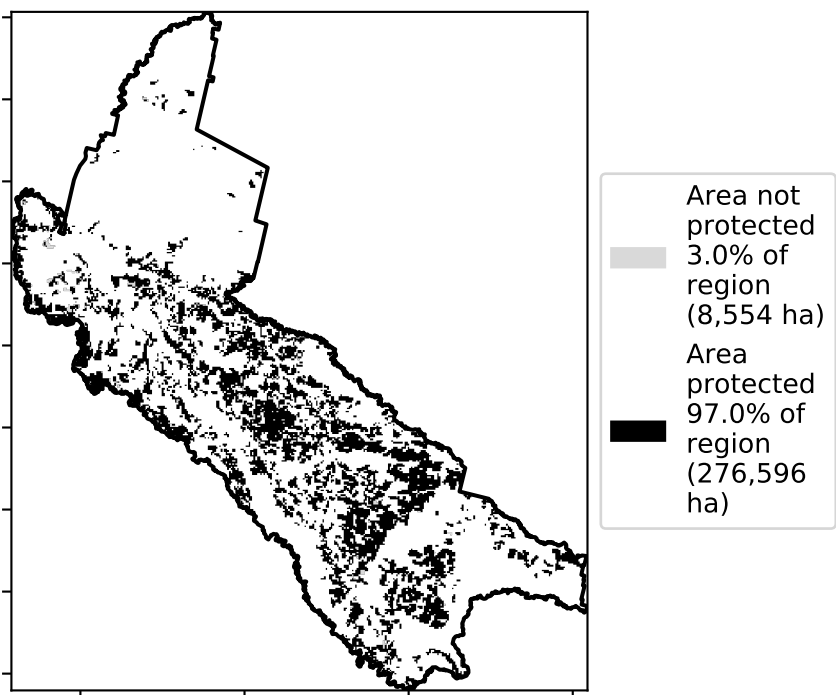 Area not
protected
3.0% of
region
(8,554 ha)
Area
protected
97.0% of
region
(276,596
ha)